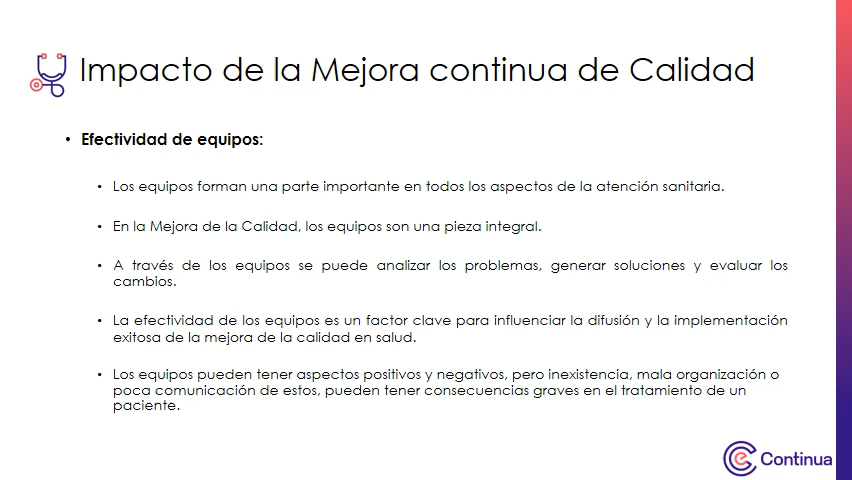 Impacto de la Mejora continua de Calidad
• Efectividad de equipos:
• Los equipos forman una parte importante en todos los aspectos de la atención sanitaria.
• En la Mejora de la Calidad, los equipos son una pieza integral.
• A través de los equipos se puede analizar los problemas, generar soluciones y evaluar los
cambios.
• La efectividad de los equipos es un factor clave para influenciar la difusión y la implementación
exitosa de la mejora de la calidad en salud.
• Los equipos pueden tener aspectos positivos y negativos, pero inexistencia, mala organización o
poca comunicación de estos, pueden tener consecuencias graves en el tratamiento de un
paciente.
Continua